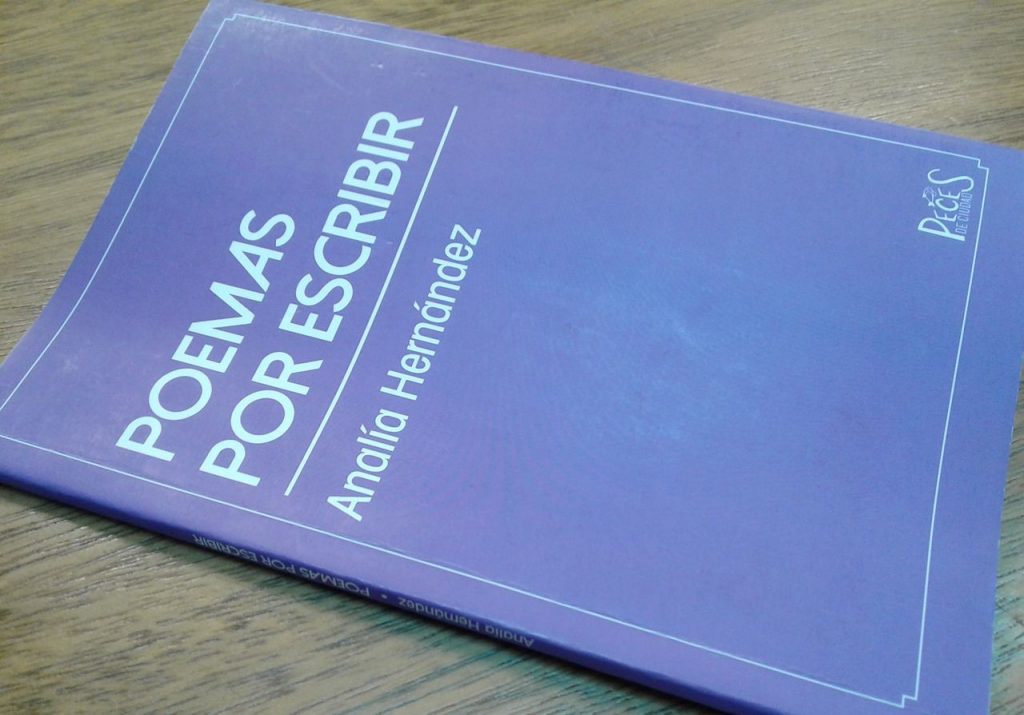 POEMAS
POR ESCRIBIR
Analía Hernández
PECES
DE CIUDAD
Analía Hernández • POEMAS POR ESCRIBIR